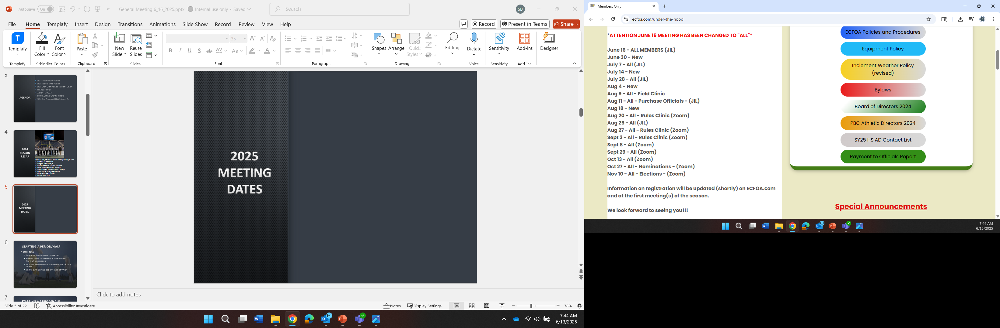 AutoSave On General Meeting 6_16_2025.pptx Internal use only • Saved Search SD
File Home Templafy Insert Design Transitions Animations Slide Show Record Review View Help Record Present in Teams Share
Templafy Fill Color Font Color Paste New Slide Reuse Slides 35 Shapes Arrange Quick Styles Editing Dictate Sensitivity Add-ins Designer
Templafy Schindler Colors Clipboard Slides Font Paragraph Drawing Voice Sensitivity Add-ins
3
AGENDA
4
2024
SEASON
RECAP
5
2025
MEETING
DATES
6
STARTING A PERIOD/HALF
COIN TOSS
7
STARTING A PERIOD/HALF
2025
MEETING
DATES
Click to add notes
Slide 5 of 22 Accessibility: Investigate Notes Display Settings 78%
7:44 AM
6/13/2025
Members Only
ecfoa.com/under-the-hood
*ATTENTION JUNE 16 MEETING HAS BEEN CHANGED TO "ALL"*
June 16 - ALL MEMBERS (JIL)
June 30 - New
July 7 - All (JIL)
July 14 - New
July 28 - All (JIL)
Aug 4 - New
Aug 9 - All - Field Clinic
Aug 11 - All - Purchase Officials - (JIL)
Aug 18 - New
Aug 20 - All - Rules Clinic (Zoom)
Aug 25 - All (JIL)
Aug 27 - All - Rules Clinic (Zoom)
Sept 3 - All - Rules Clinic (Zoom)
Sept 8 - All (Zoom)
Sept 29 - All (Zoom)
Oct 13 - All (Zoom)
Oct 27 - All - Nominations - (Zoom)
Nov 10 - All - Elections - (Zoom)
Information on registration will be updated (shortly) on ECFOA.com
and at the first meeting(s) of the season.
We look forward to seeing you!!!
ECFOA Policies and Procedures
Equipment Policy
Inclement Weather Policy
(revised)
Bylaws
Board of Directors 2024
PBC Athletic Directors 2024
SY25 HS AD Contact List
Payment to Officials Report
Special Announcements
7:44 AM
6/13/2025